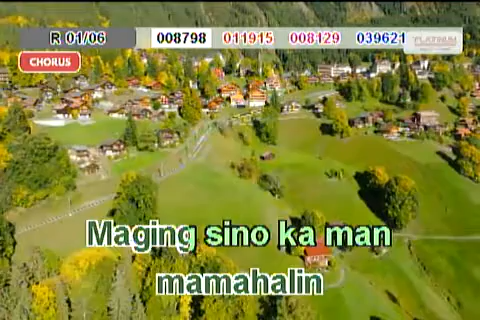 R 01/06 008798 011915 008129 039621 PLATINUM
CHORUS
Maging sino ka man
mamahalin